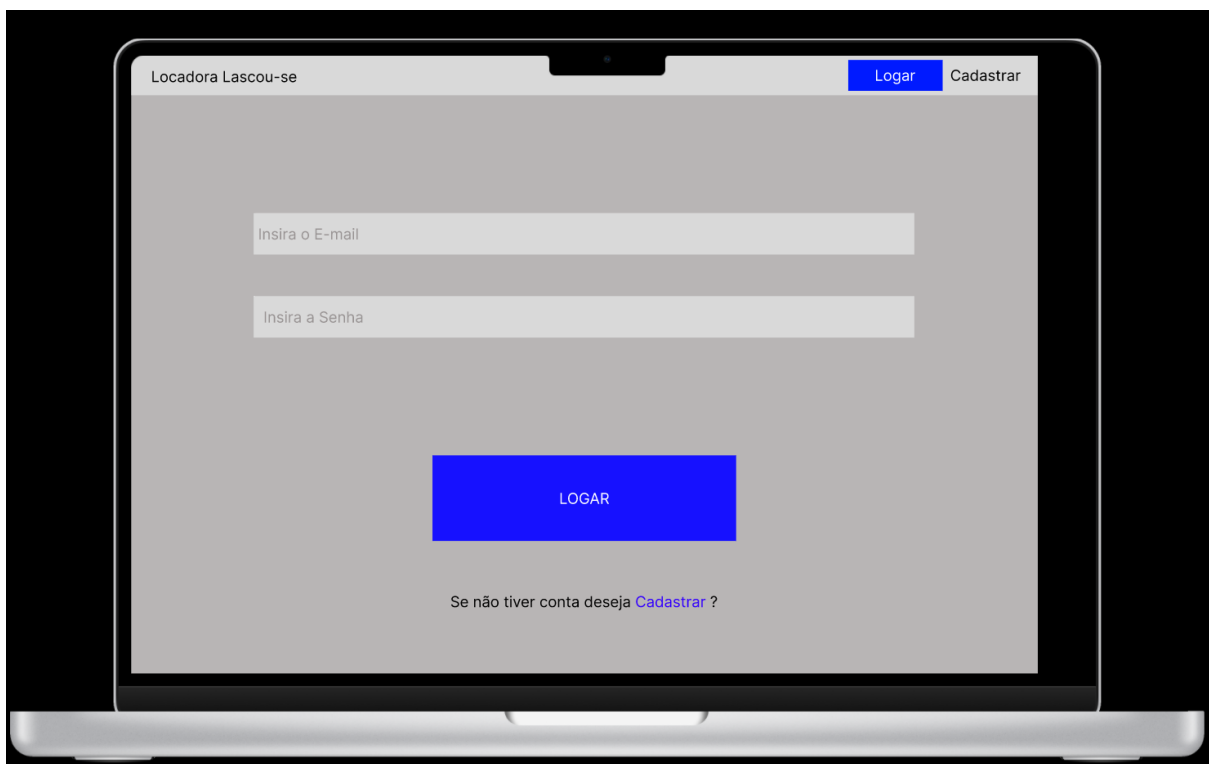 Locadora Lascou-se
Logar
Cadastrar
Insira o E-mail
Insira a Senha
LOGAR
Se não tiver conta deseja Cadastrar ?